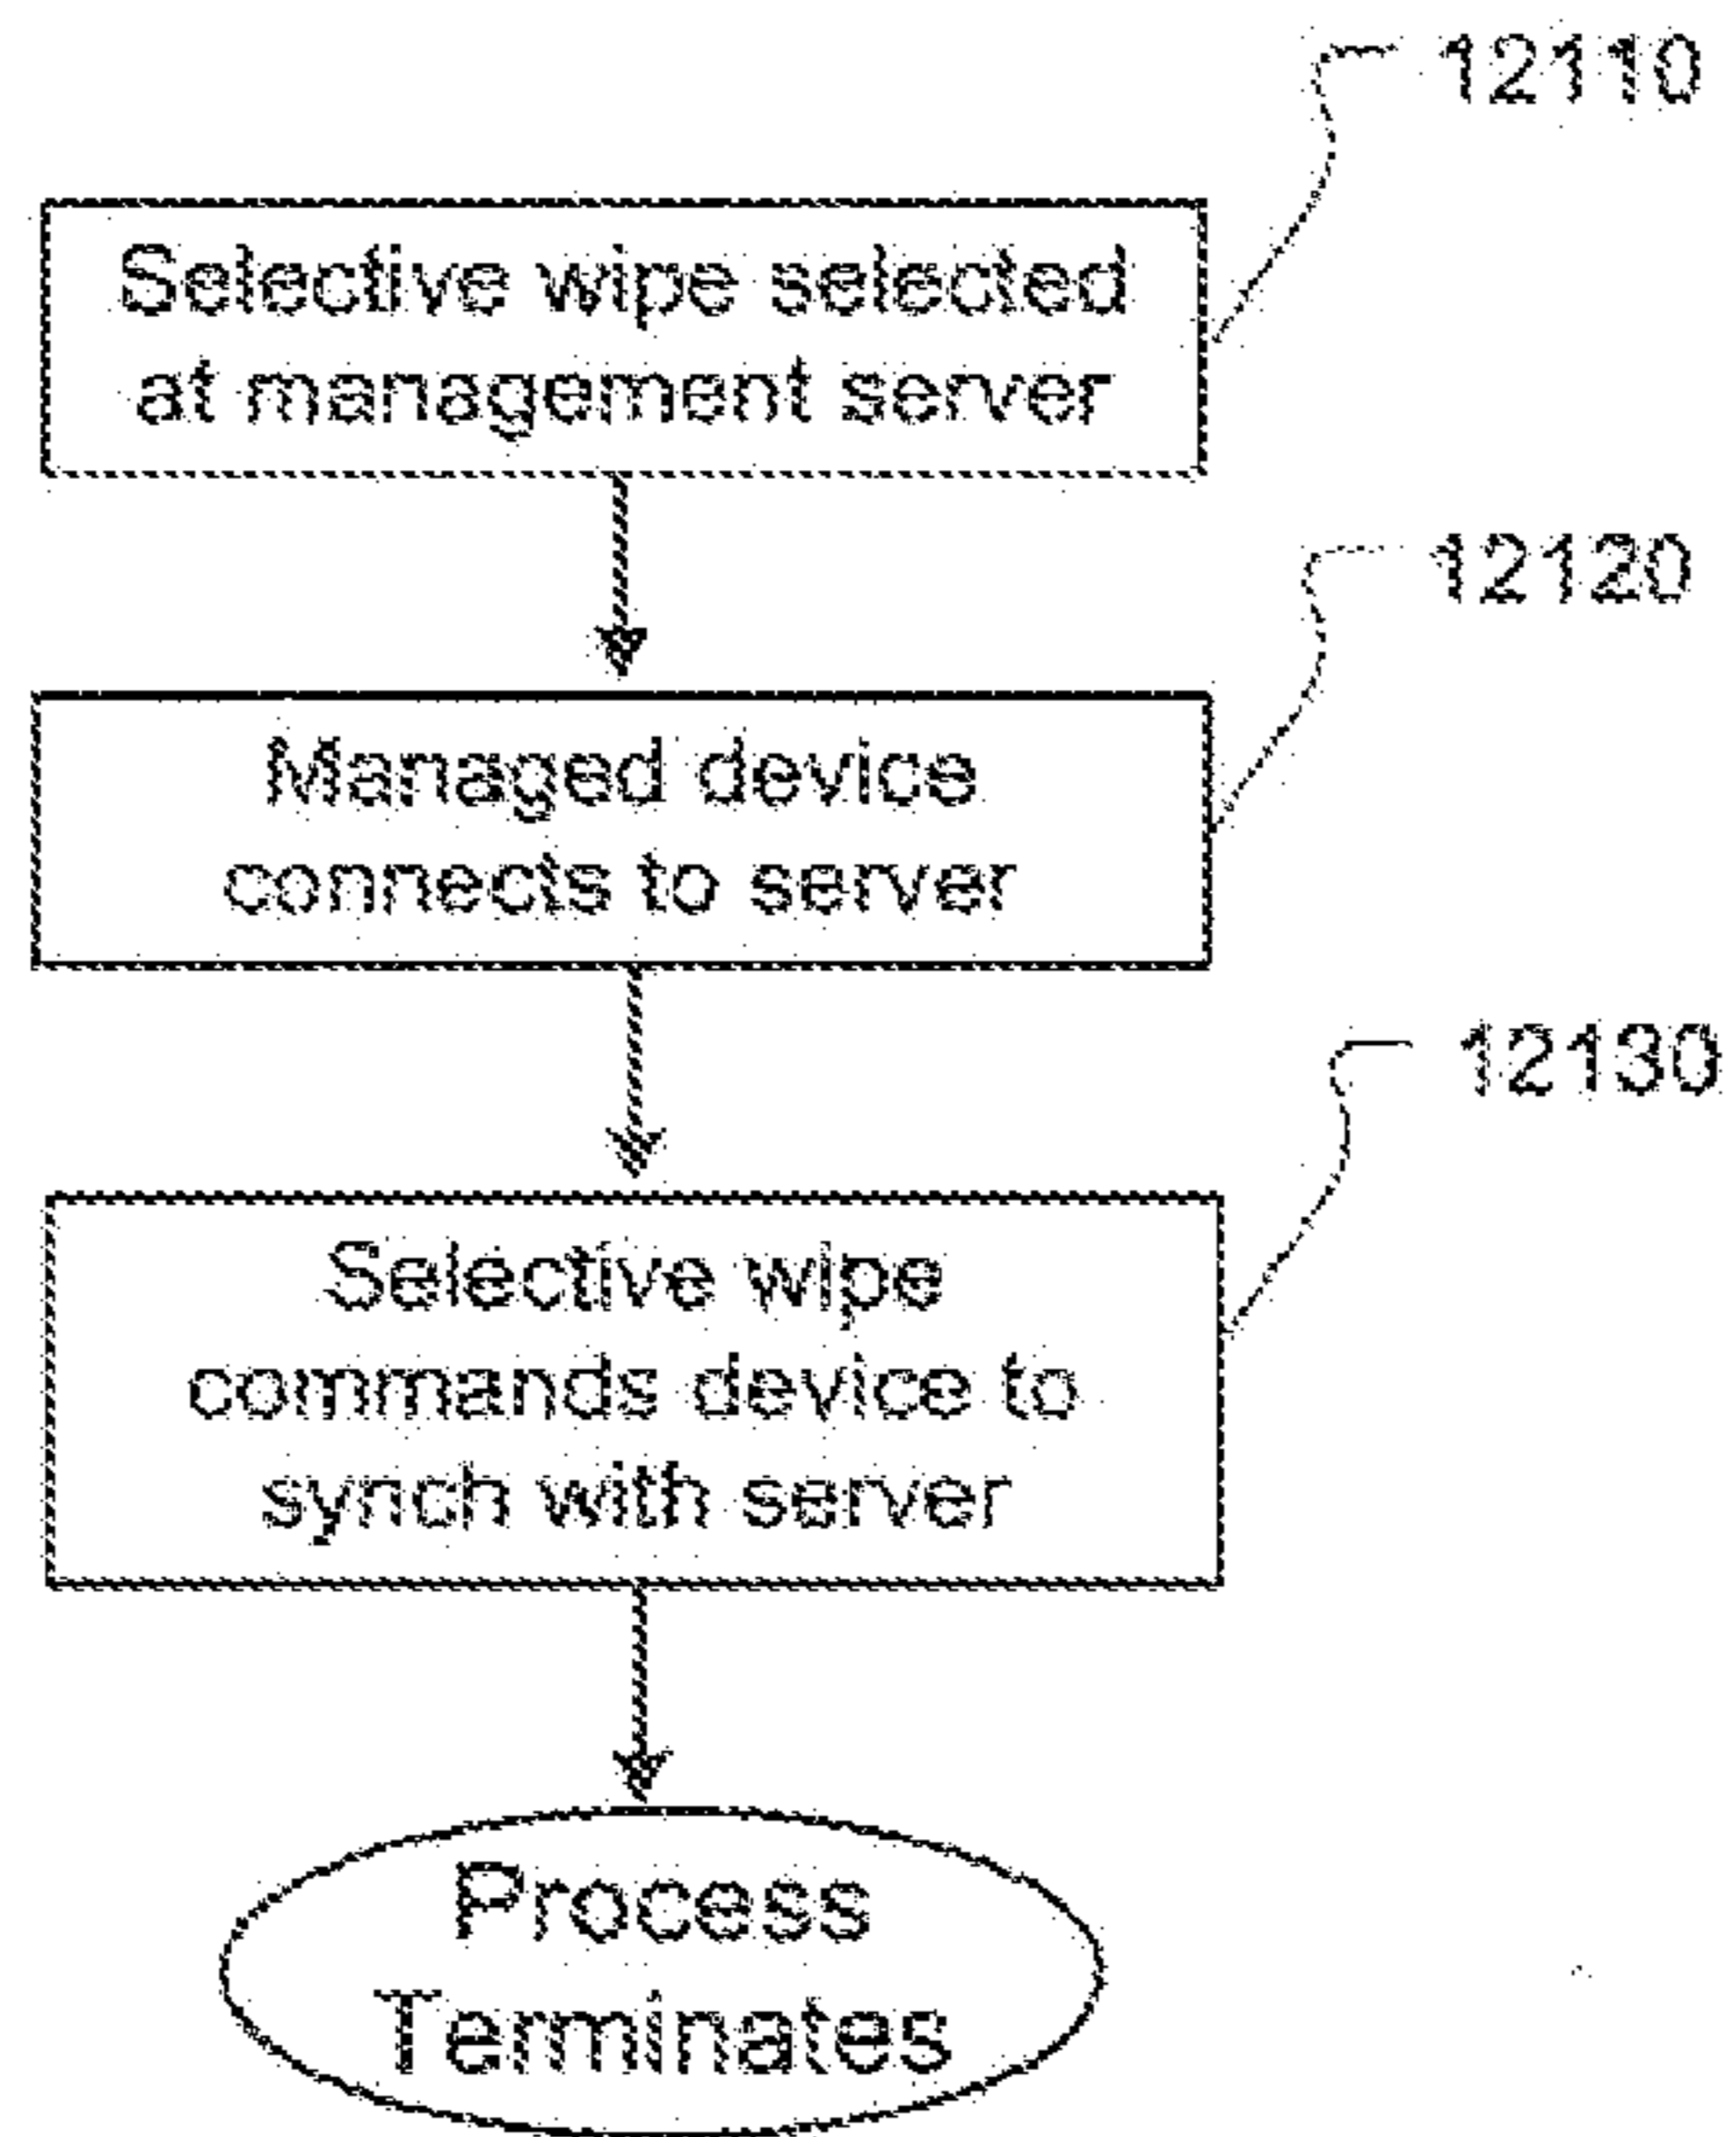 12110
Selective wipe selected
at management server
12120
Managed device
connects to server
12130
Selective wipe
commands device to
synch with server
Process
Terminates